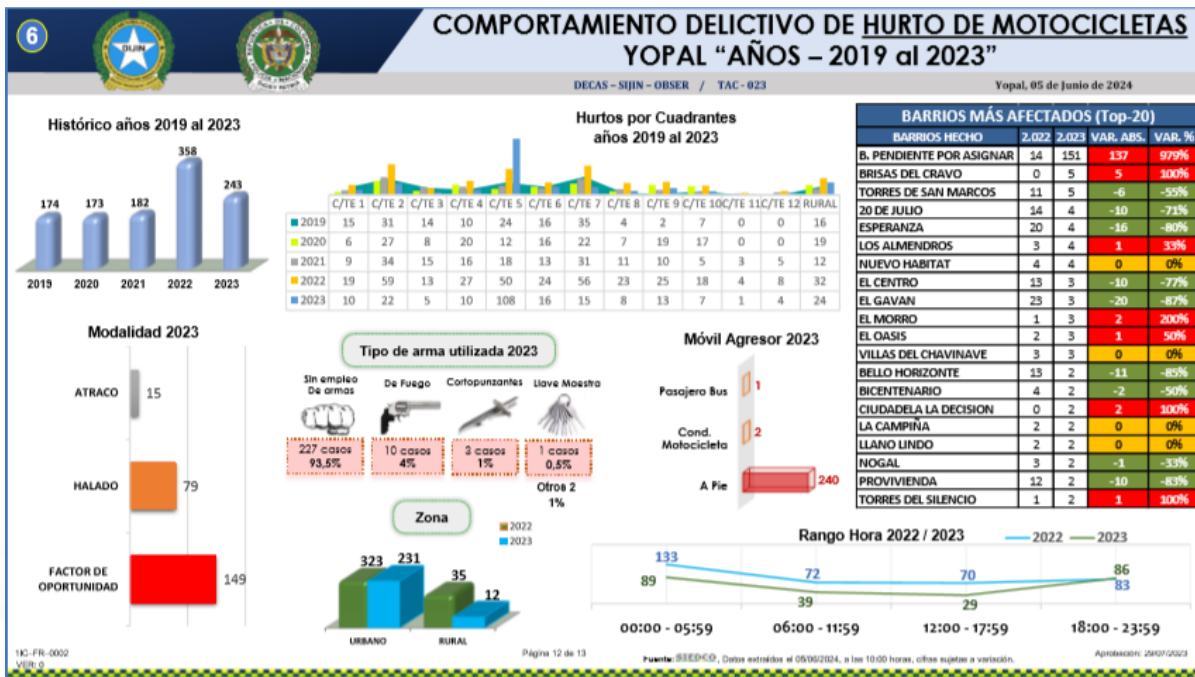 6
DIJIN
COMPORTAMIENTO DELICTIVO DE HURTO DE MOTOCICLETAS
YOPAL “AÑOS – 2019 al 2023”
DECAS – SIJIN – OBSER / TAC - 023
Yopal, 05 de Junio de 2024
Histórico años 2019 al 2023
174
173
182
358
243
2019 2020 2021 2022 2023
Hurtos por Cuadrantes
años 2019 al 2023
C/TE 1 C/TE 2 C/TE 3 C/TE 4 C/TE 5 C/TE 6 C/TE 7 C/TE 8 C/TE 9 C/TE 10 C/TE 11 C/TE 12 RURAL
2019 15 31 14 10 24 16 35 4 2 7 0 0 16
2020 6 27 8 20 12 16 22 7 19 17 0 0 19
2021 9 34 15 16 18 13 31 11 10 5 3 5 12
2022 19 59 13 27 50 24 56 23 25 18 4 8 32
2023 10 22 5 10 108 16 15 8 13 7 1 4 24
BARRIOS MÁS AFECTADOS (Top-20)
BARRIOS HECHO 2.022 2.023 VAR. ABS. VAR. %
B. PENDIENTE POR ASIGNAR 14 151 137 979%
BRISAS DEL CRAVO 0 5 5 100%
TORRES DE SAN MARCOS 11 5 -6 -55%
20 DE JULIO 14 4 -10 -71%
ESPERANZA 20 4 -16 -80%
LOS ALMENDROS 3 4 1 33%
NUEVO HABITAT 4 4 0 0%
EL CENTRO 13 3 -10 -77%
EL GAVAN 23 3 -20 -87%
EL MORRO 1 3 2 200%
EL OASIS 2 3 1 50%
VILLAS DEL CHAVINAVE 3 3 0 0%
BELLO HORIZONTE 13 2 -11 -85%
BICENTENARIO 4 2 -2 -50%
CIUDADELA LA DECISION 0 2 2 100%
LA CAMPIÑA 2 2 0 0%
LLANO LINDO 2 2 0 0%
NOGAL 3 2 -1 -33%
PROVIVIENDA 12 2 -10 -83%
TORRES DEL SILENCIO 1 2 1 100%
Modalidad 2023
ATRACO 15
HALADO 79
FACTOR DE
OPORTUNIDAD 149
Tipo de arma utilizada 2023
Sin empleo
De armas
De Fuego
Cortopunzantes
Llave Maestra
227 casos
93,5%
10 casos
4%
3 casos
1%
1 casos
0,5%
Otros 2
1%
Móvil Agresor 2023
Pasajero Bus 1
Cond.
Motocicleta 2
A Pie 240
Zona
2022
2023
323 231 35 12
URBANO RURAL
Rango Hora 2022 / 2023
2022 2023
133 72 70 86
89 39 29 83
00:00 - 05:59 06:00 - 11:59 12:00 - 17:59 18:00 - 23:59
1IC-FR-0002
VER: 0
Página 12 de 13
Fuente: SIEDCO, Datos extraídos el 05/06/2024, a las 10:00 horas, cifras sujetas a variación.
Aprobación: 29/07/2023